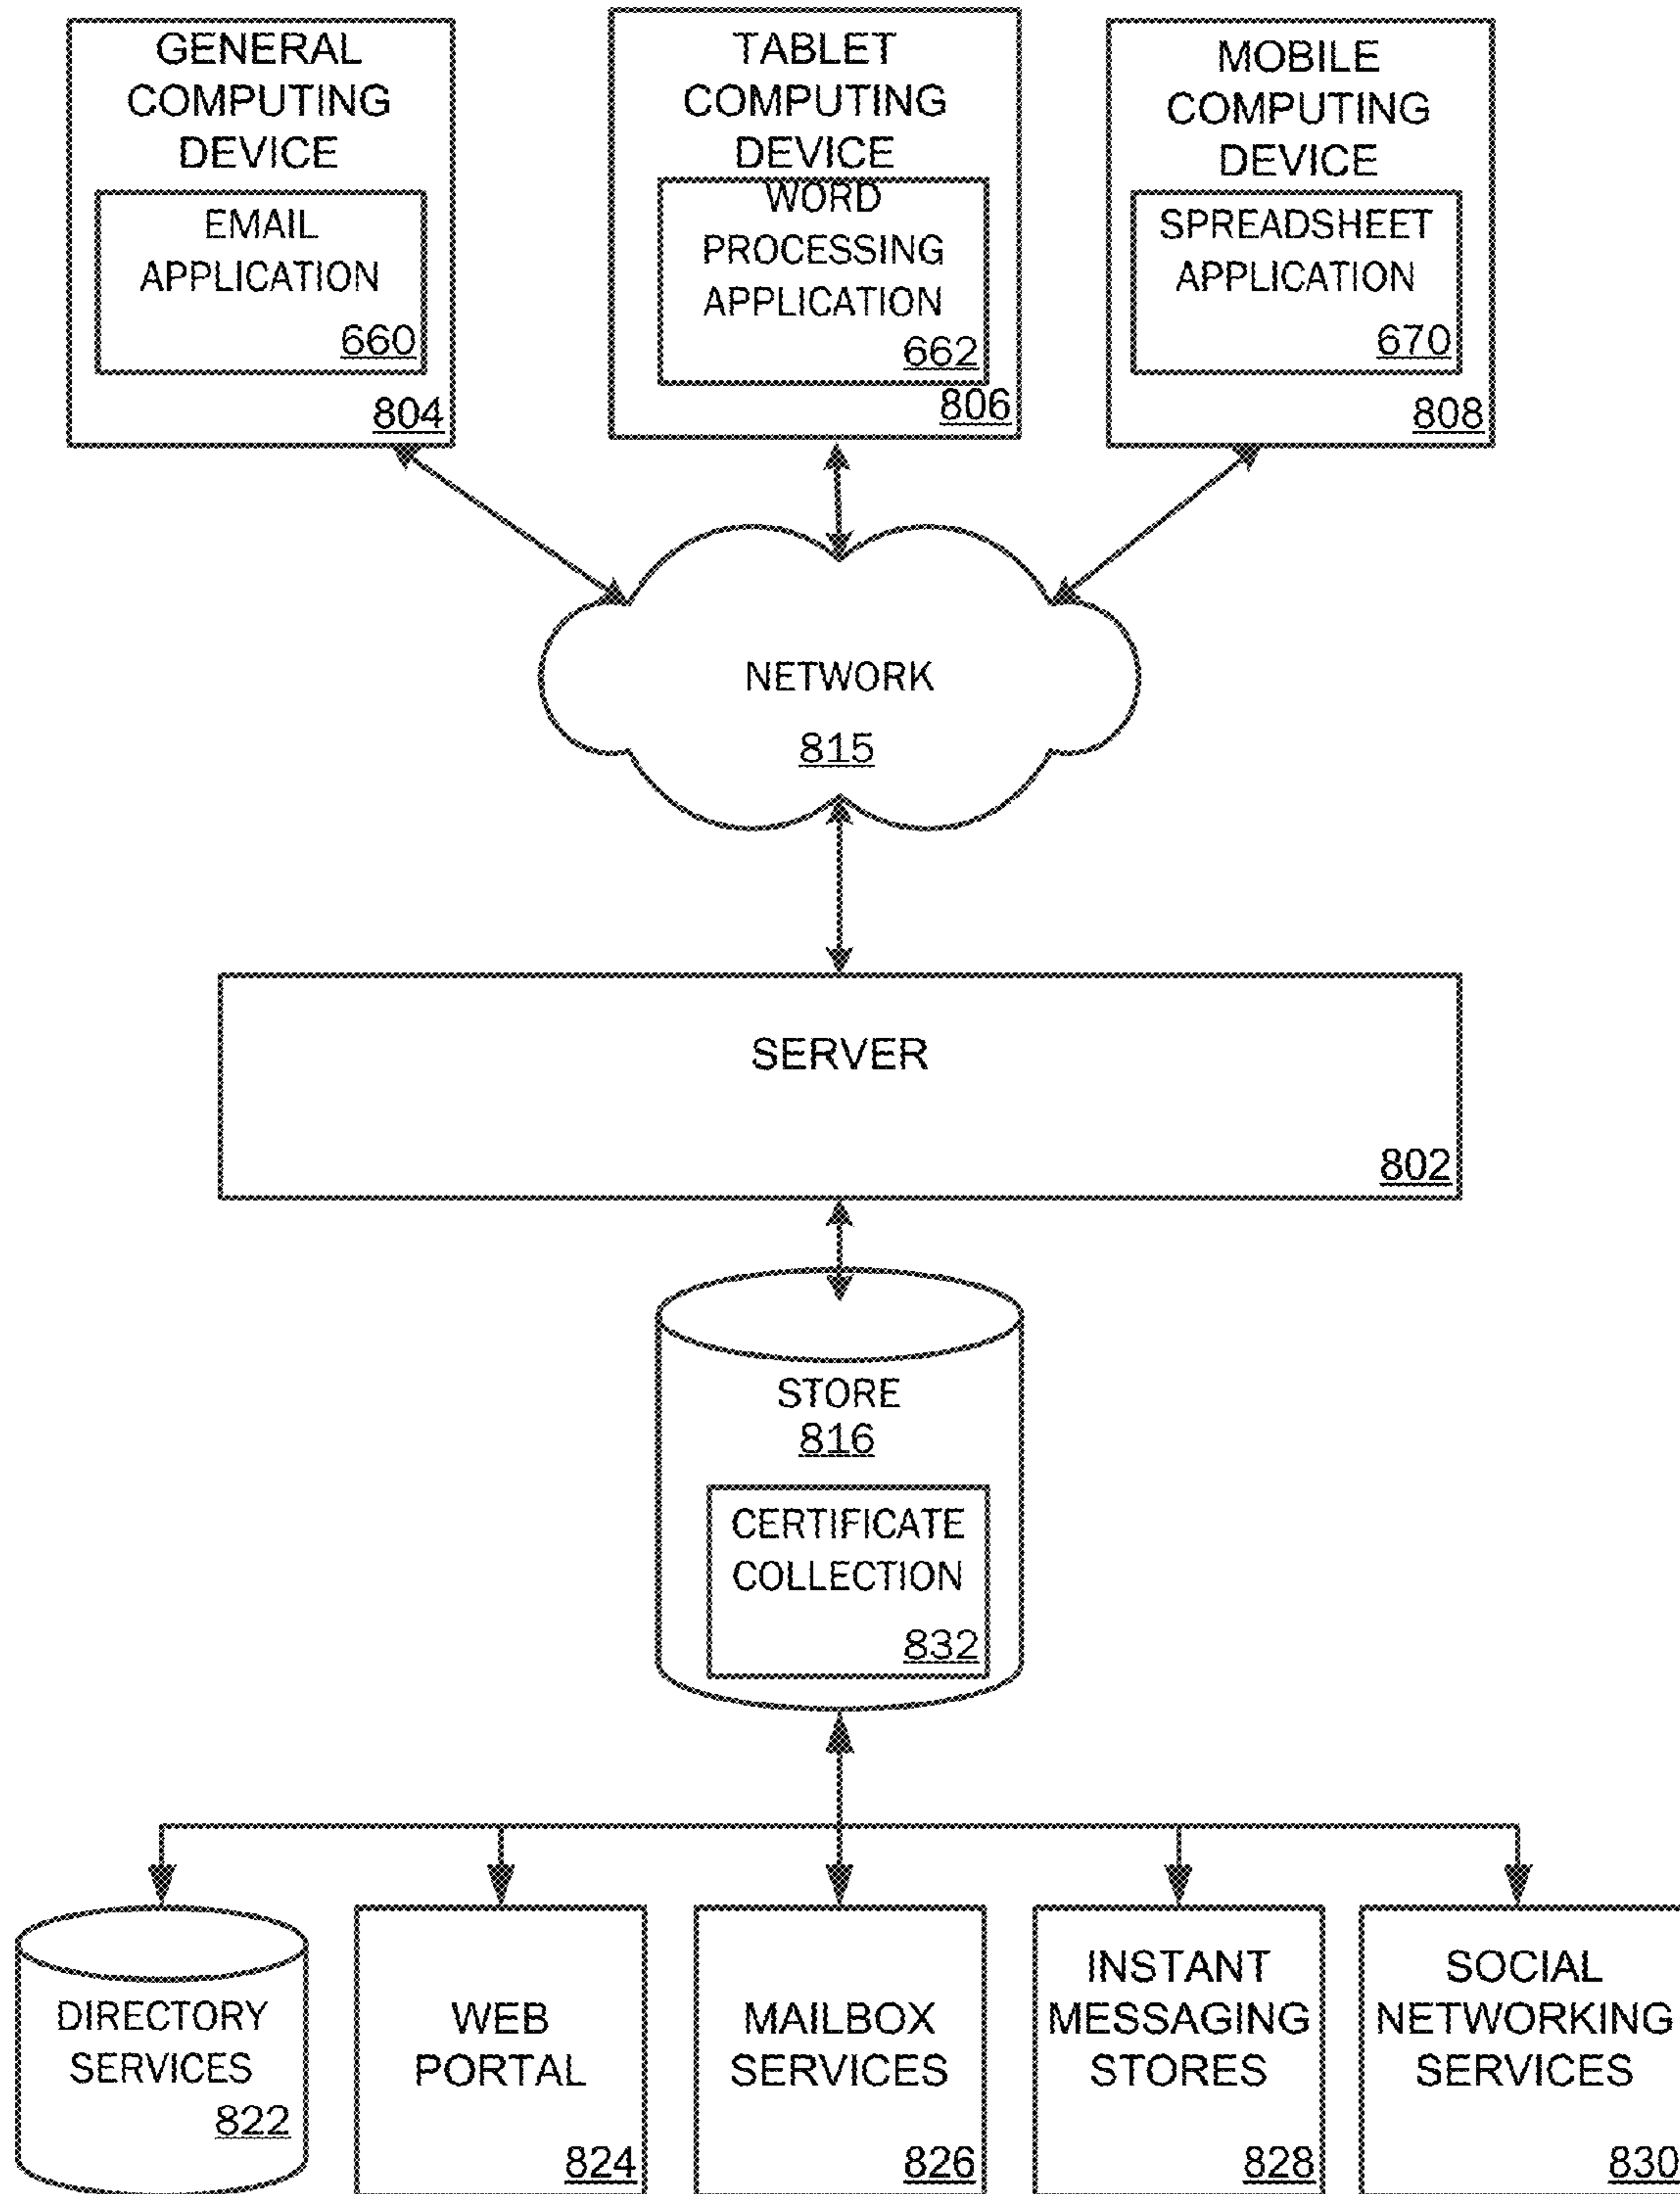 GENERAL
COMPUTING
DEVICE
EMAIL
APPLICATION
660
804
TABLET
COMPUTING
DEVICE
WORD
PROCESSING
APPLICATION
662
806
MOBILE
COMPUTING
DEVICE
SPREADSHEET
APPLICATION
670
808
NETWORK
815
SERVER
802
STORE
816
CERTIFICATE
COLLECTION
832
DIRECTORY
SERVICES
822
WEB
PORTAL
824
MAILBOX
SERVICES
826
INSTANT
MESSAGING
STORES
828
SOCIAL
NETWORKING
SERVICES
830